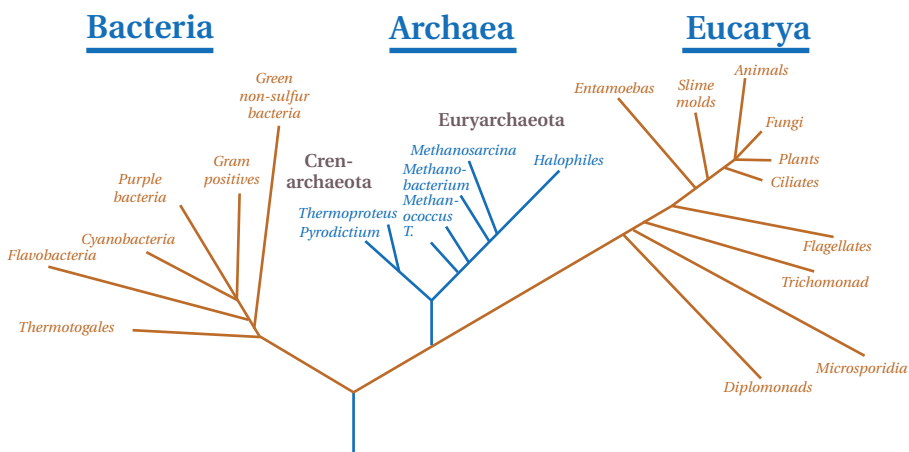 Bacteria
Archaea
Eucarya
Green
non-sulfur
bacteria
Gram
positives
Purple
bacteria
Cyanobacteria
Flavobacteria
Thermotogales
Cren-
archaeota
Thermoproteus
Pyrodictium
Euryarchaeota
Methanosarcina
Methano-
bacterium
Methan-
ococcus
T.
Halophiles
Entamoebas
Slime
molds
Animals
Fungi
Plants
Ciliates
Flagellates
Trichomonad
Microsporidia
Diplomonads